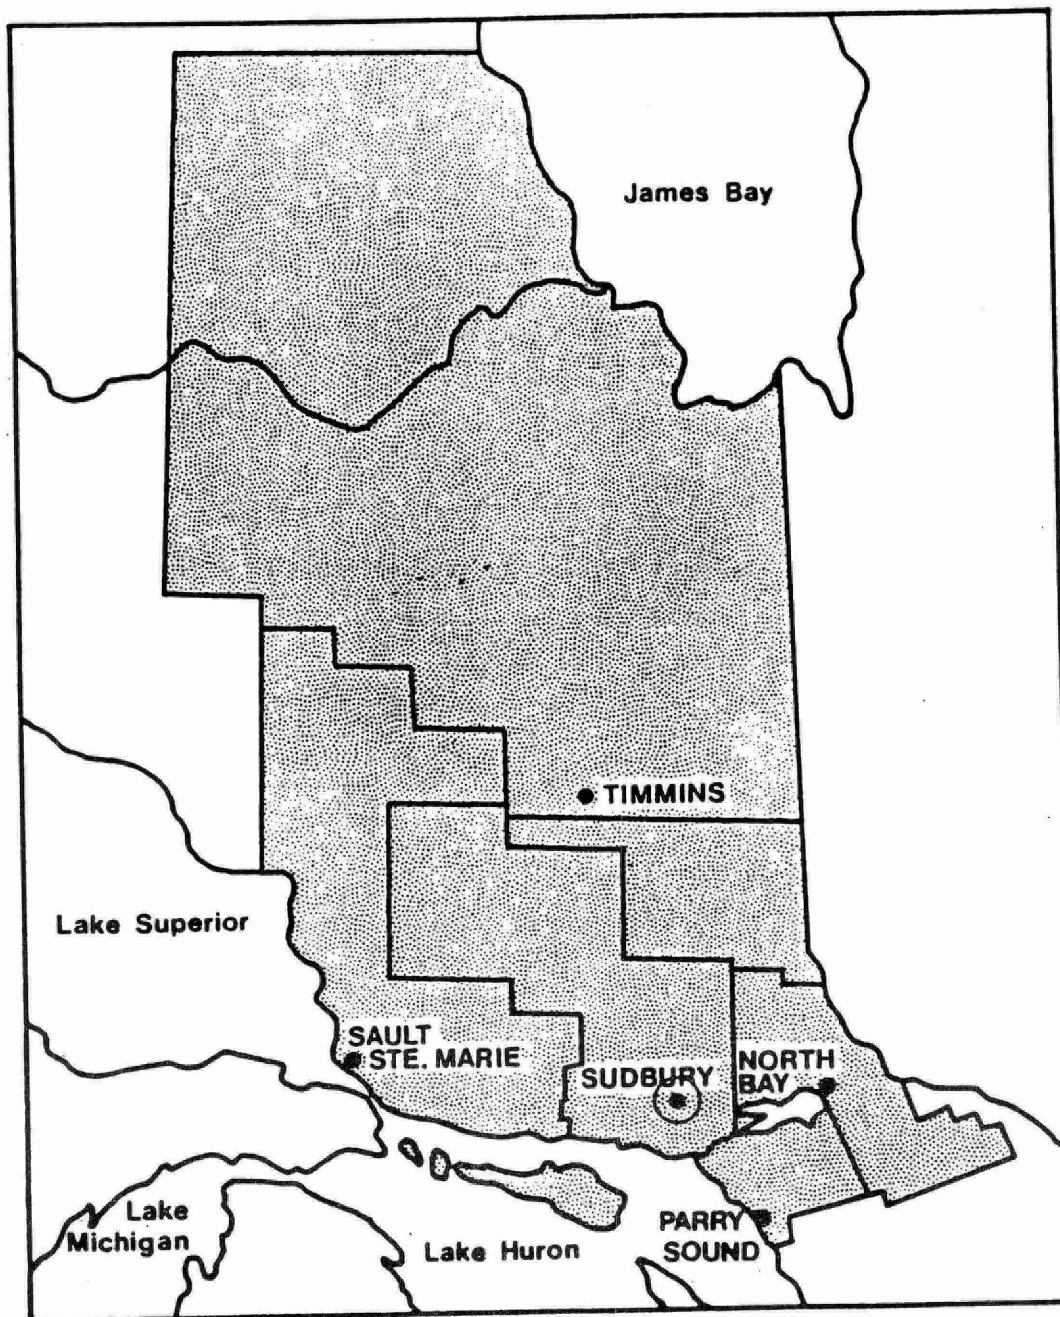 James Bay
TIMMINS
Lake Superior
SAULT
STE. MARIE
SUDBURY
NORTH
BAY
Lake
Michigan
Lake Huron
PARRY
SOUND